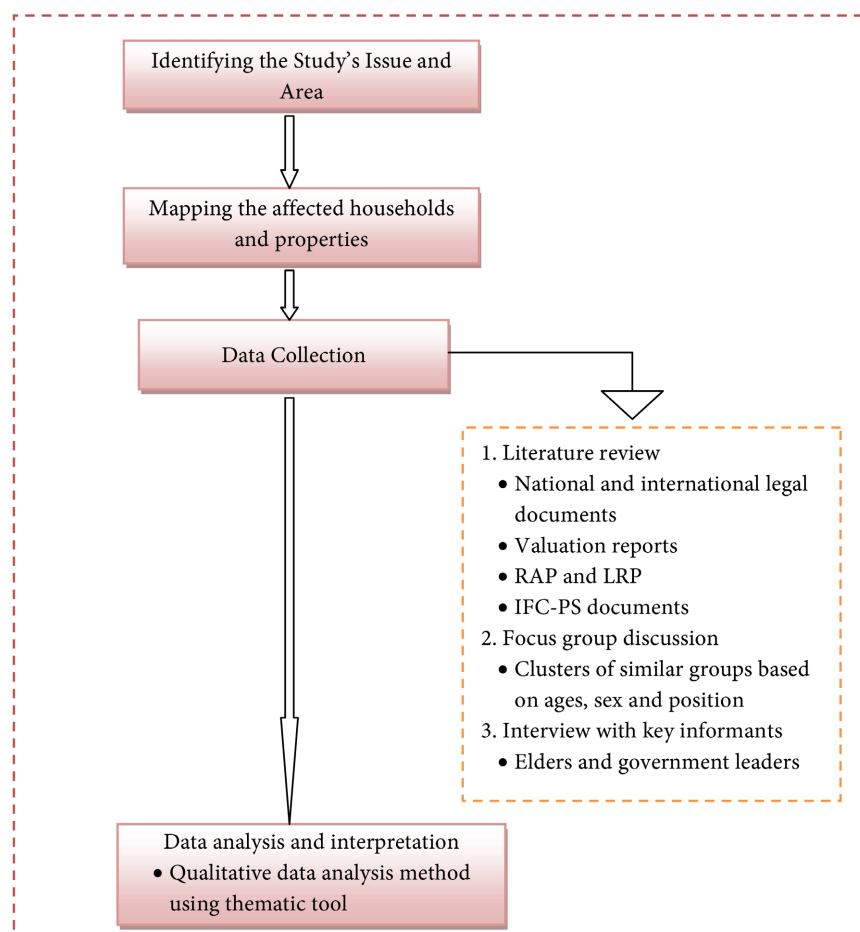 Identifying the Study's Issue and
Area
Mapping the affected households
and properties
Data Collection
1. Literature review
• National and international legal
documents
• Valuation reports
• RAP and LRP
• IFC-PS documents
2. Focus group discussion
• Clusters of similar groups based
on ages, sex and position
3. Interview with key informants
• Elders and government leaders
Data analysis and interpretation
• Qualitative data analysis method
using thematic tool